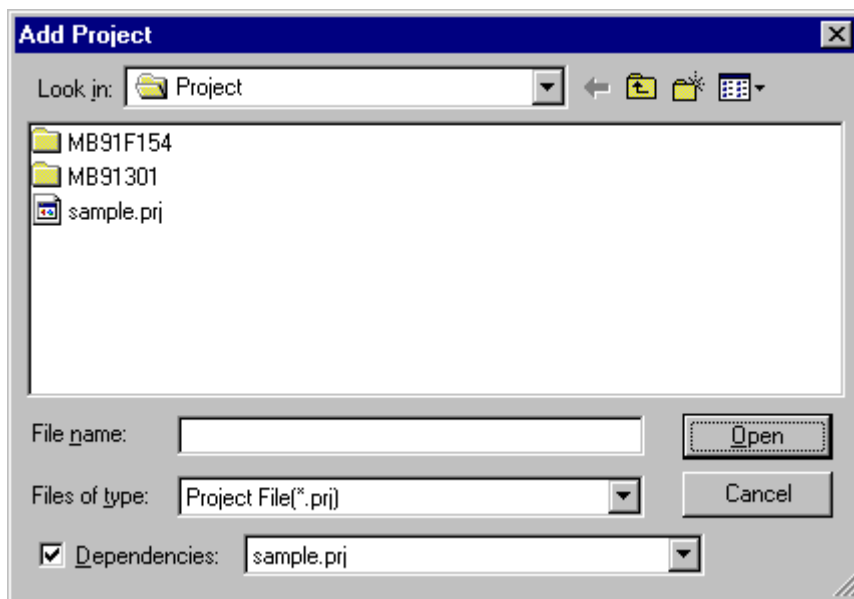 Add Project
Look in: Project
MB91F154
MB91301
sample.prj
File name:
Open
Files of type: Project File(*.prj)
Cancel
Dependencies: sample.prj